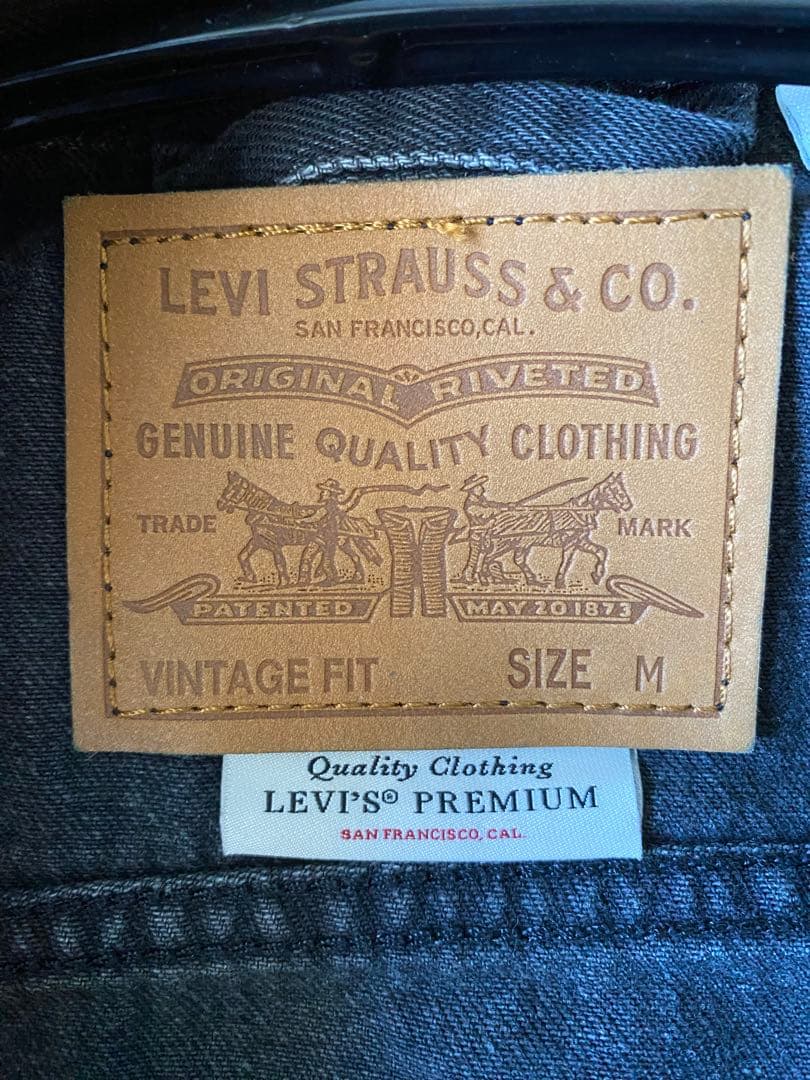 LEVI STRAUSS & CO.
SAN FRANCISCO, CAL.
ORIGINAL RIVETED
GENUINE QUALITY CLOTHING
TRADE MARK
PATENTED MAY 20 1873
VINTAGE FIT SIZE M
Quality Clothing
LEVI'S® PREMIUM
SAN FRANCISCO, CAL.